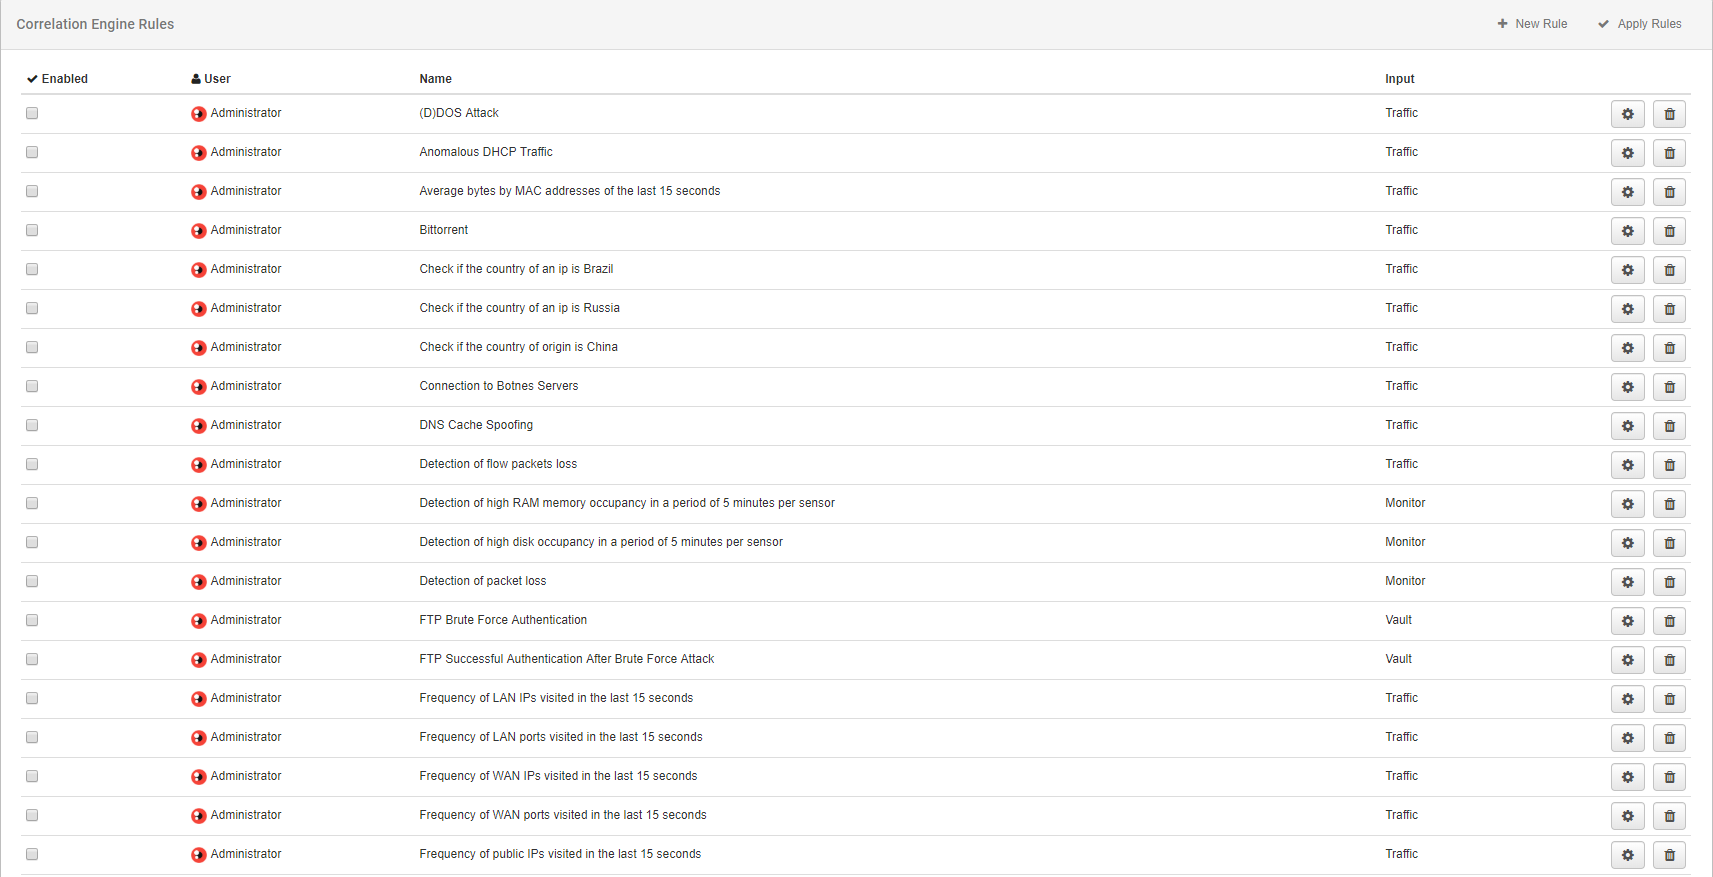 Correlation Engine Rules New Rule Apply Rules
Enabled User Name Input
Administrator (D)DOS Attack Traffic
Administrator Anomalous DHCP Traffic Traffic
Administrator Average bytes by MAC addresses of the last 15 seconds Traffic
Administrator Bittorrent Traffic
Administrator Check if the country of an ip is Brazil Traffic
Administrator Check if the country of an ip is Russia Traffic
Administrator Check if the country of origin is China Traffic
Administrator Connection to Botnes Servers Traffic
Administrator DNS Cache Spoofing Traffic
Administrator Detection of flow packets loss Traffic
Administrator Detection of high RAM memory occupancy in a period of 5 minutes per sensor Monitor
Administrator Detection of high disk occupancy in a period of 5 minutes per sensor Monitor
Administrator Detection of packet loss Monitor
Administrator FTP Brute Force Authentication Vault
Administrator FTP Successful Authentication After Brute Force Attack Vault
Administrator Frequency of LAN IPs visited in the last 15 seconds Traffic
Administrator Frequency of LAN ports visited in the last 15 seconds Traffic
Administrator Frequency of WAN IPs visited in the last 15 seconds Traffic
Administrator Frequency of WAN ports visited in the last 15 seconds Traffic
Administrator Frequency of public IPs visited in the last 15 seconds Traffic